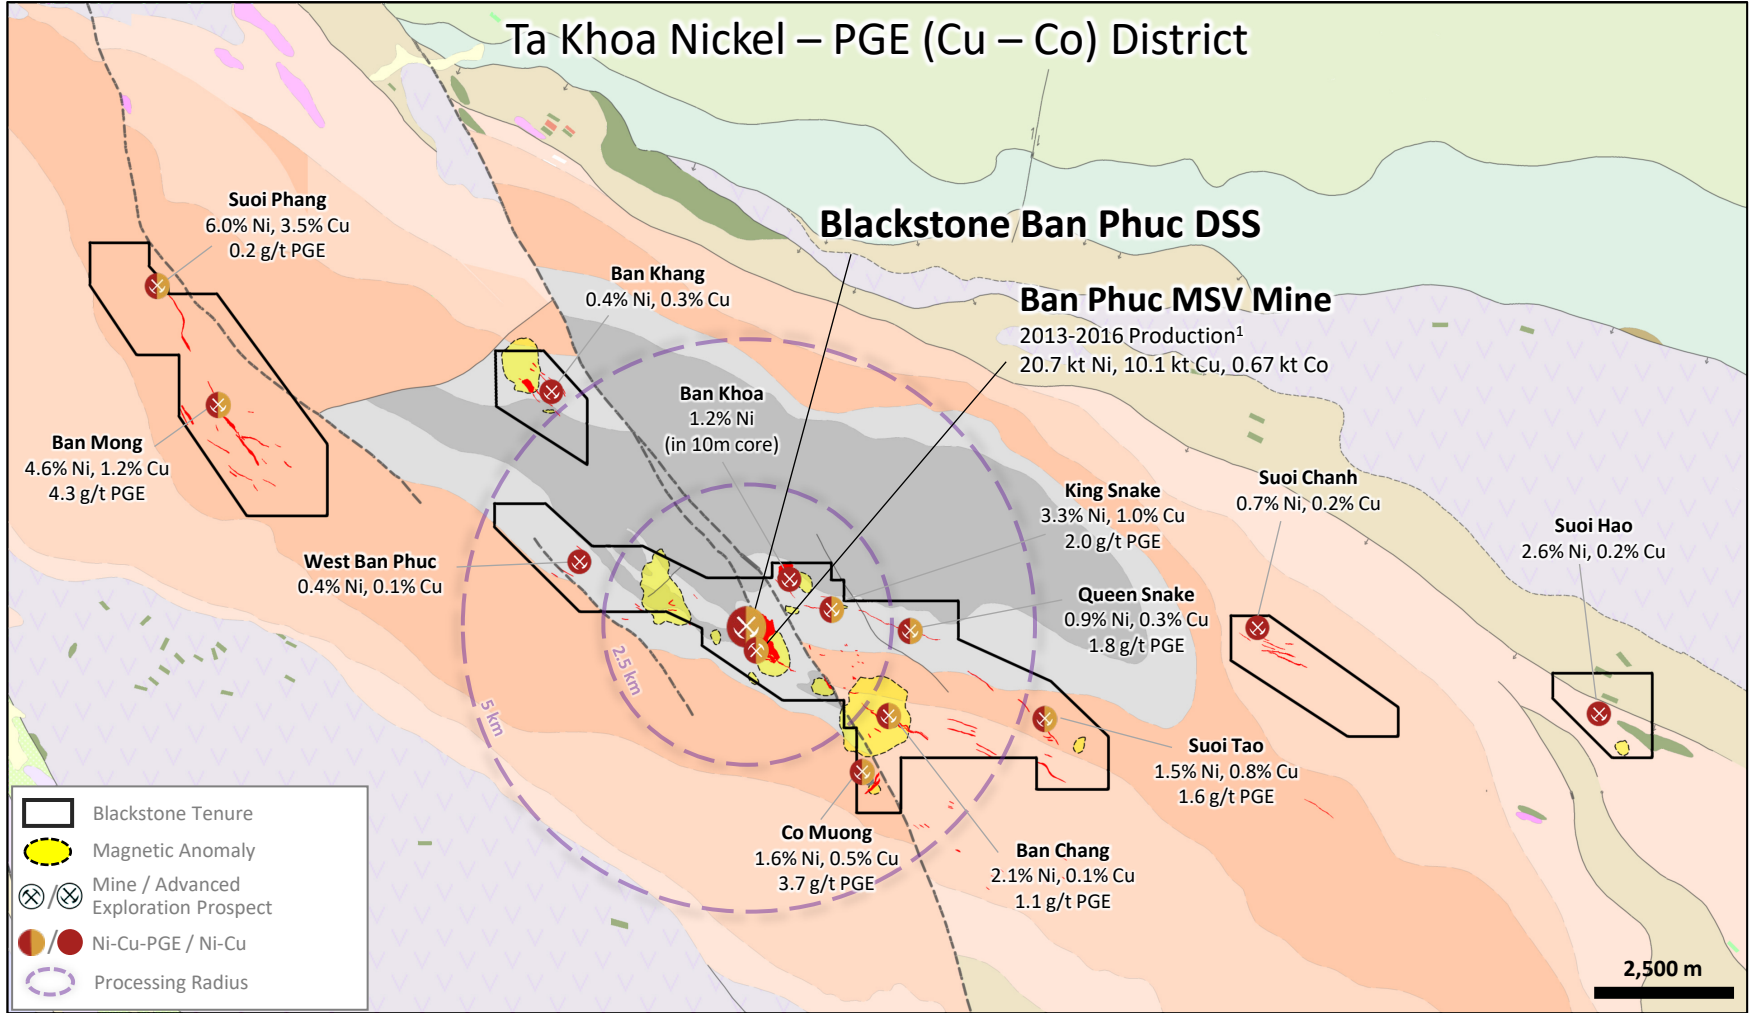 Ta Khoa Nickel – PGE (Cu – Co) District
Suoi Phang
6.0% Ni, 3.5% Cu
0.2 g/t PGE
Blackstone Ban Phuc DSS
Ban Khang
0.4% Ni, 0.3% Cu
Ban Phuc MSV Mine
2013-2016 Production¹
20.7 kt Ni, 10.1 kt Cu, 0.67 kt Co
Ban Khoa
1.2% Ni
(in 10m core)
Ban Mong
4.6% Ni, 1.2% Cu
4.3 g/t PGE
King Snake
3.3% Ni, 1.0% Cu
2.0 g/t PGE
Suoi Chanh
0.7% Ni, 0.2% Cu
Suoi Hao
2.6% Ni, 0.2% Cu
West Ban Phuc
0.4% Ni, 0.1% Cu
Queen Snake
0.9% Ni, 0.3% Cu
1.8 g/t PGE
2.5 km
5 km
Suoi Tao
1.5% Ni, 0.8% Cu
1.6 g/t PGE
Co Muong
1.6% Ni, 0.5% Cu
3.7 g/t PGE
Ban Chang
2.1% Ni, 0.1% Cu
1.1 g/t PGE
Blackstone Tenure
Magnetic Anomaly
/ Mine / Advanced
Exploration Prospect
/ Ni-Cu-PGE / Ni-Cu
Processing Radius
2,500 m